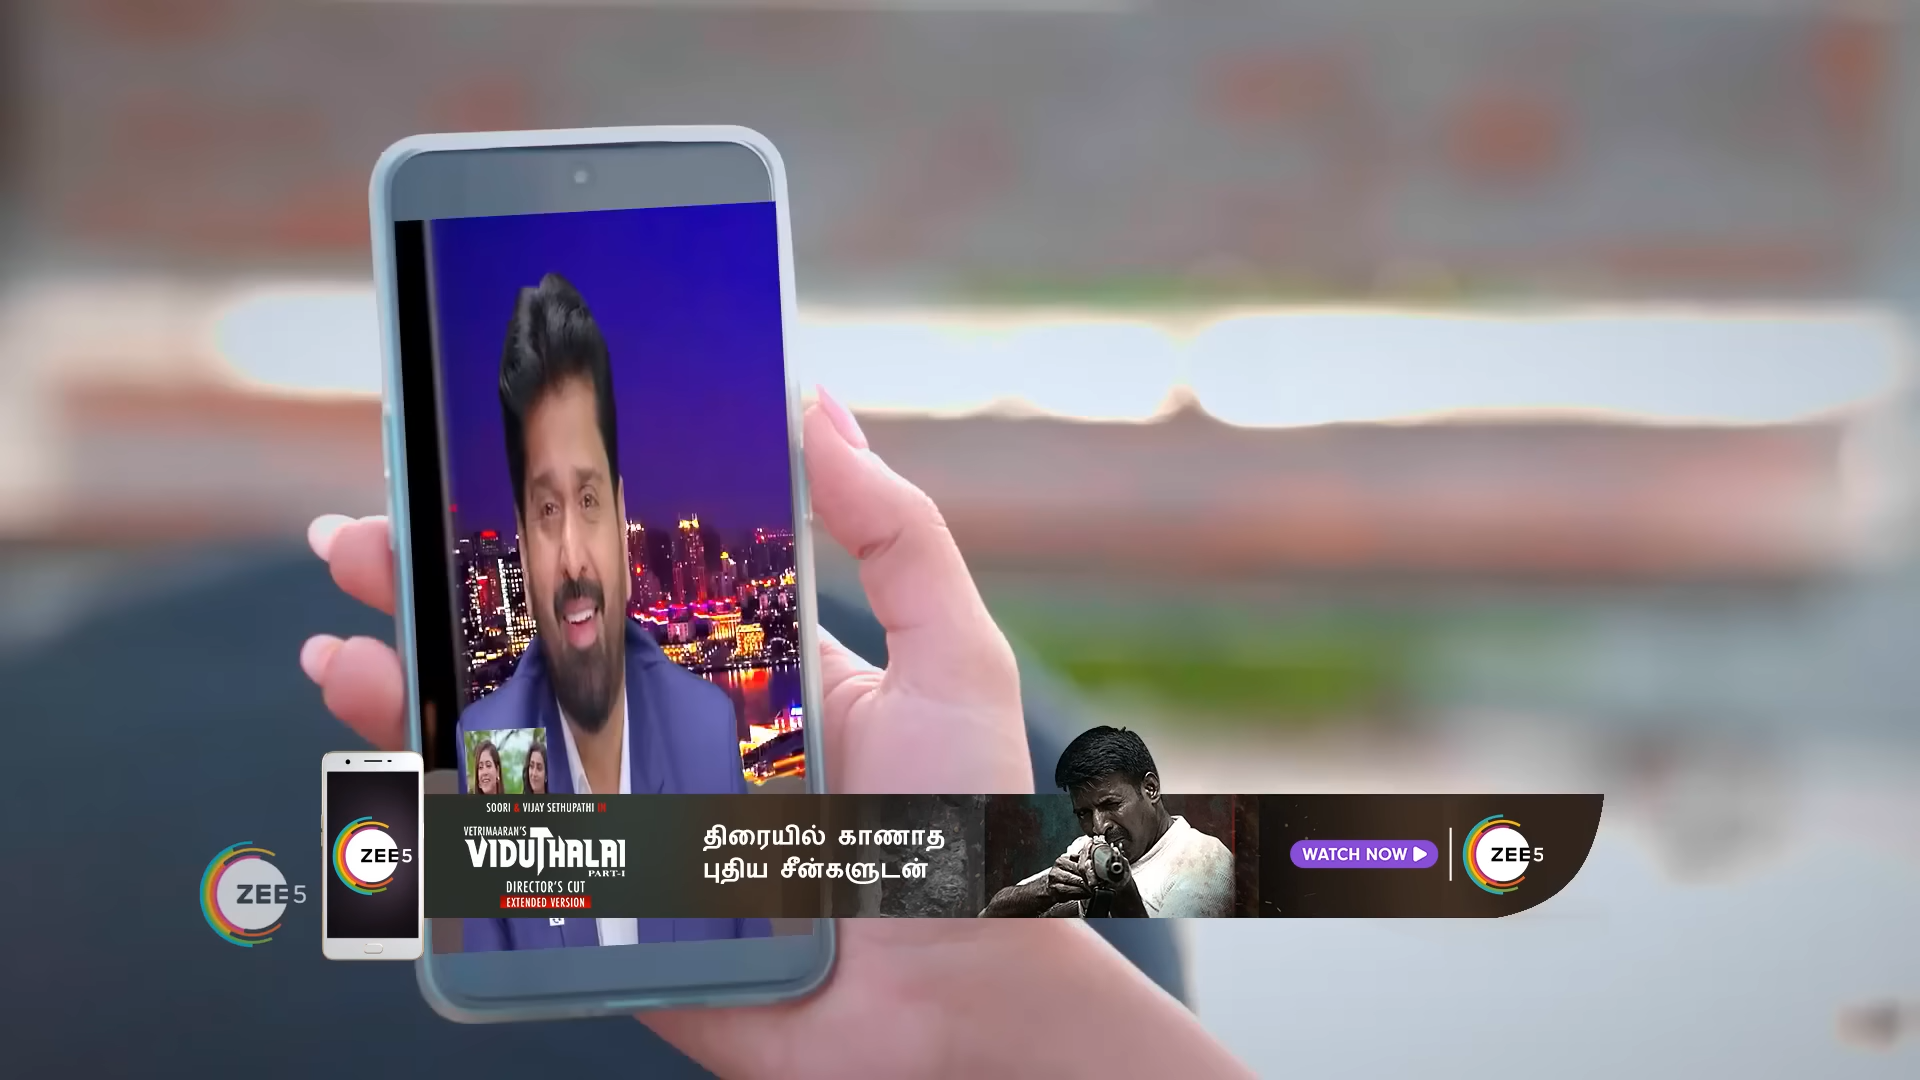 ZEE5
ZEE5
SOORI & VIJAY SETHUPATHI IN
VETRIMAARAN'S
VIDUTHALAI
PART-I
DIRECTOR'S CUT
EXTENDED VERSION
திரையில் காணாத
புதிய சீன்களுடன்
WATCH NOW
ZEE5